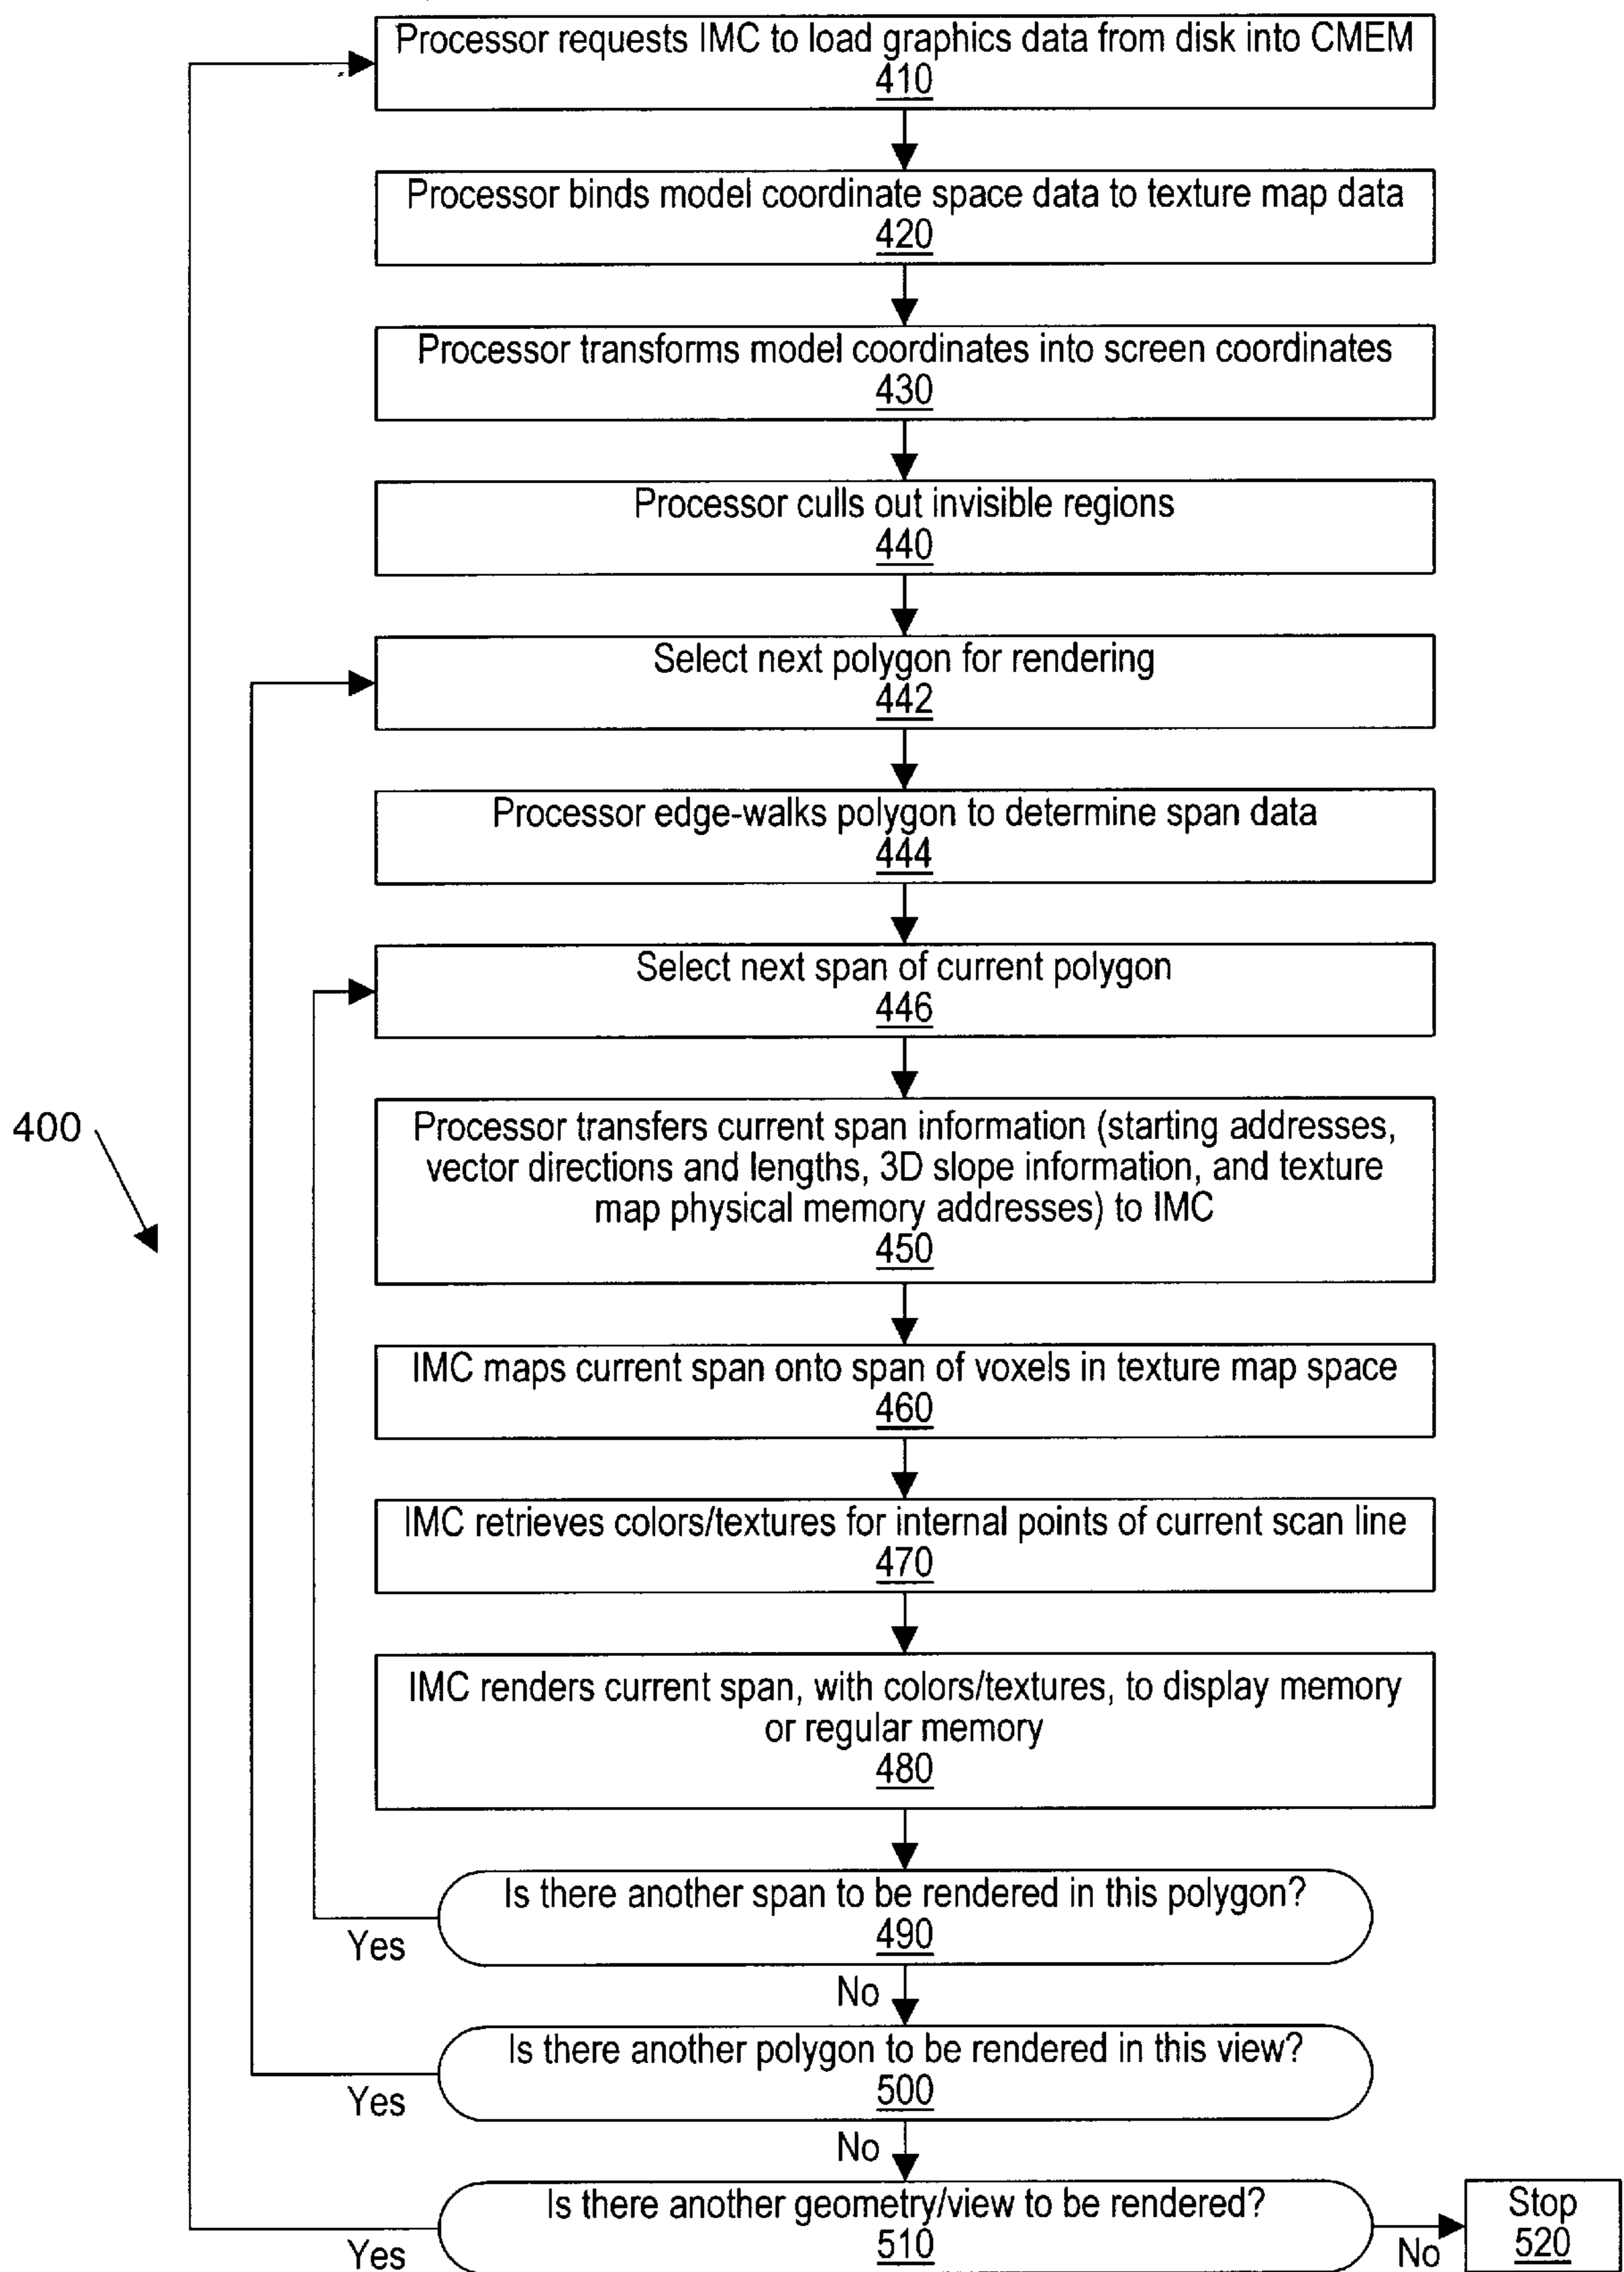 Processor requests IMC to load graphics data from disk into CMEM
410
Processor binds model coordinate space data to texture map data
420
Processor transforms model coordinates into screen coordinates
430
Processor culls out invisible regions
440
Select next polygon for rendering
442
Processor edge-walks polygon to determine span data
444
Select next span of current polygon
446
400
Processor transfers current span information (starting addresses,
vector directions and lengths, 3D slope information, and texture
map physical memory addresses) to IMC
450
IMC maps current span onto span of voxels in texture map space
460
IMC retrieves colors/textures for internal points of current scan line
470
IMC renders current span, with colors/textures, to display memory
or regular memory
480
Is there another span to be rendered in this polygon?
490
Yes
No
Is there another polygon to be rendered in this view?
500
Yes
No
Is there another geometry/view to be rendered?
510
Yes
No
Stop
520